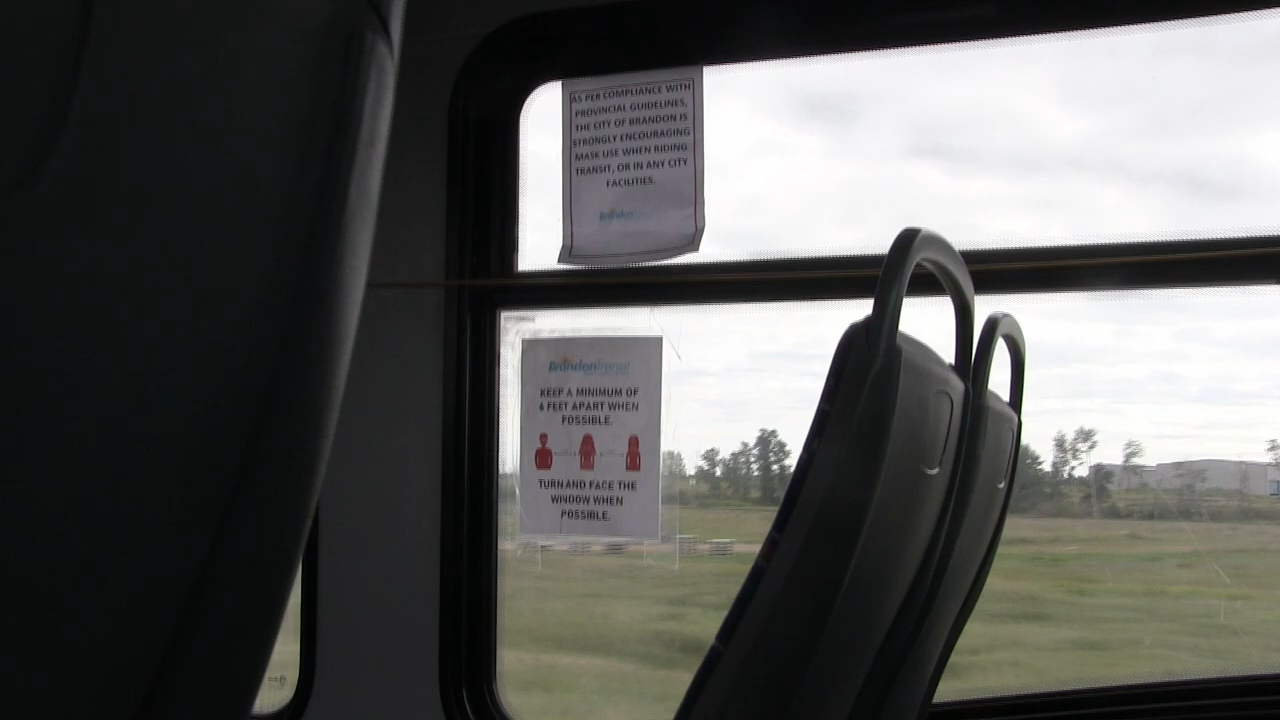 AS PER COMPLIANCE WITH
PROVINCIAL GUIDELINES,
THE CITY OF BRANDON IS
STRONGLY ENCOURAGING
MASK USE WHEN RIDING
TRANSIT, OR IN ANY CITY
FACILITIES.
Brandon
BrandonTransit
KEEP A MINIMUM OF
6 FEET APART WHEN
POSSIBLE.
TURN AND FACE THE
WINDOW WHEN
POSSIBLE.